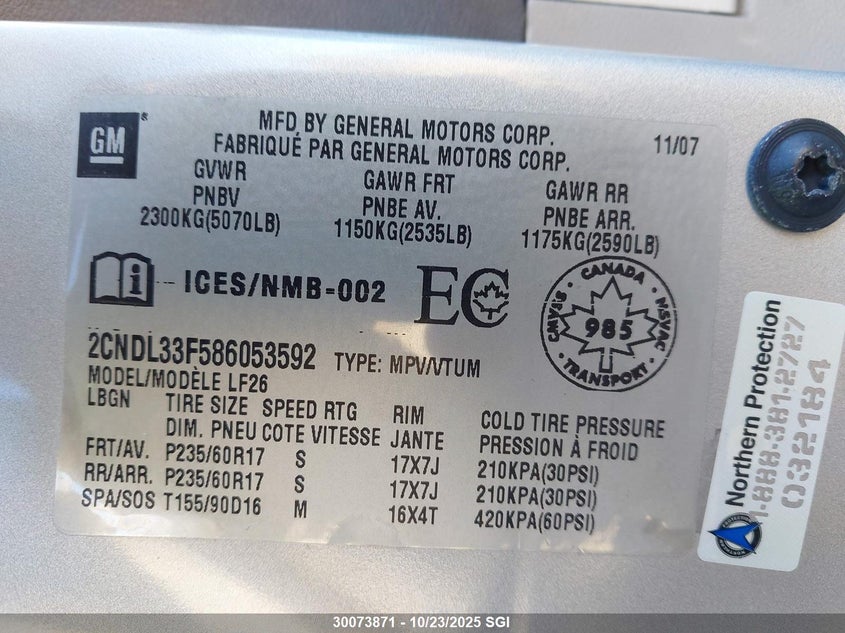 GM
MFD BY GENERAL MOTORS CORP.
FABRIQUÉ PAR GENERAL MOTORS CORP.
11/07
GVWR
PNBV
2300KG(5070LB)
GAWR FRT
PNBE AV.
1150KG(2535LB)
GAWR RR
PNBE ARR.
1175KG(2590LB)
ICES/NMB-002
EC
CANADA
CMVSS
NSVAC
985
TRANSPORT
2CNDL33F586053592 TYPE: MPV/VTUM
MODEL/MODÈLE LF26
LBGN TIRE SIZE SPEED RTG RIM COLD TIRE PRESSURE
DIM. PNEU COTE VITESSE JANTE PRESSION À FROID
FRT/AV. P235/60R17 S 17X7J 210KPA(30PSI)
RR/ARR. P235/60R17 S 17X7J 210KPA(30PSI)
SPA/SOS T155/90D16 M 16X4T 420KPA(60PSI)
Northern Protection
1.888.381.2727
032184
30073871 - 10/23/2025 SGI